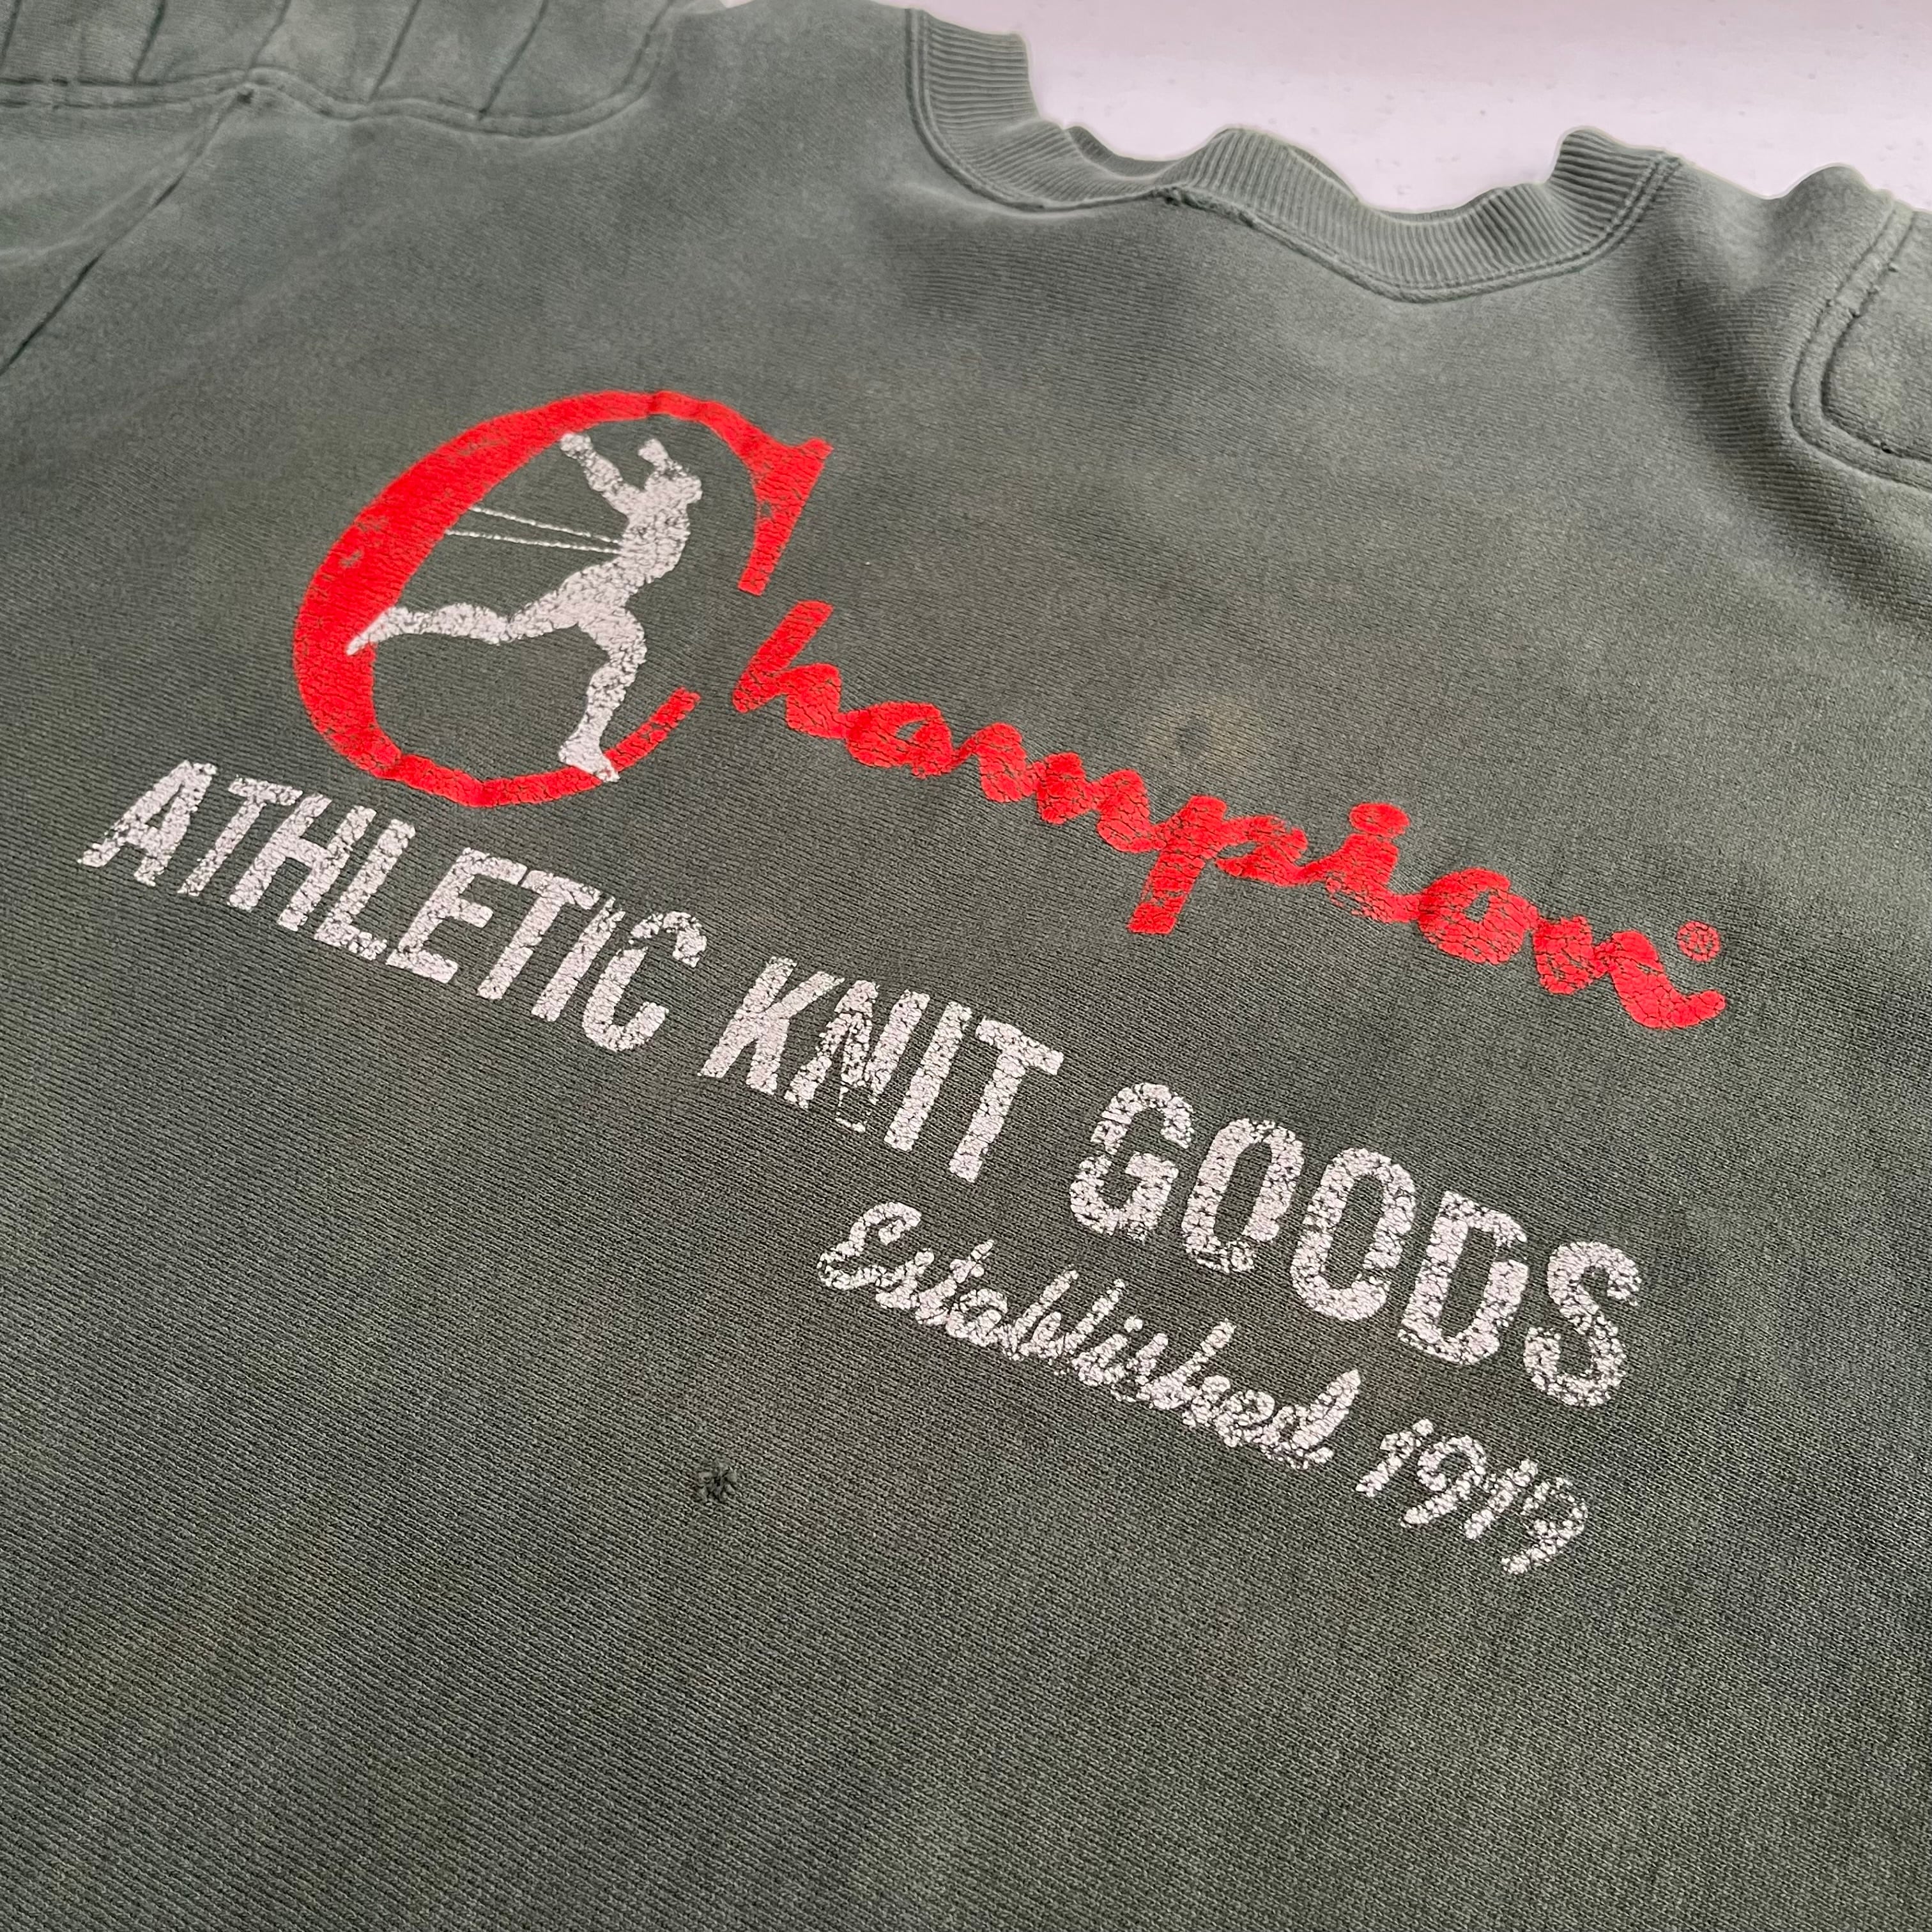 Champion®
ATHLETIC KNIT GOODS
Established 1919